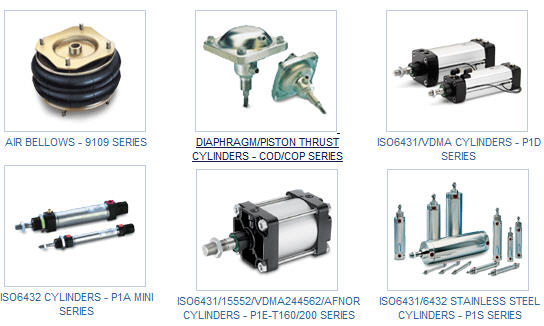 AIR BELLOWS - 9109 SERIES
DIAPHRAGM/PISTON THRUST
CYLINDERS - COD/COP SERIES
ISO6431/VDMA CYLINDERS - P1D
SERIES
ISO6432 CYLINDERS - P1A MINI
SERIES
ISO6431/15552/VDMA244562/AFNOR
CYLINDERS - P1E-T160/200 SERIES
ISO6431/6432 STAINLESS STEEL
CYLINDERS - P1S SERIES